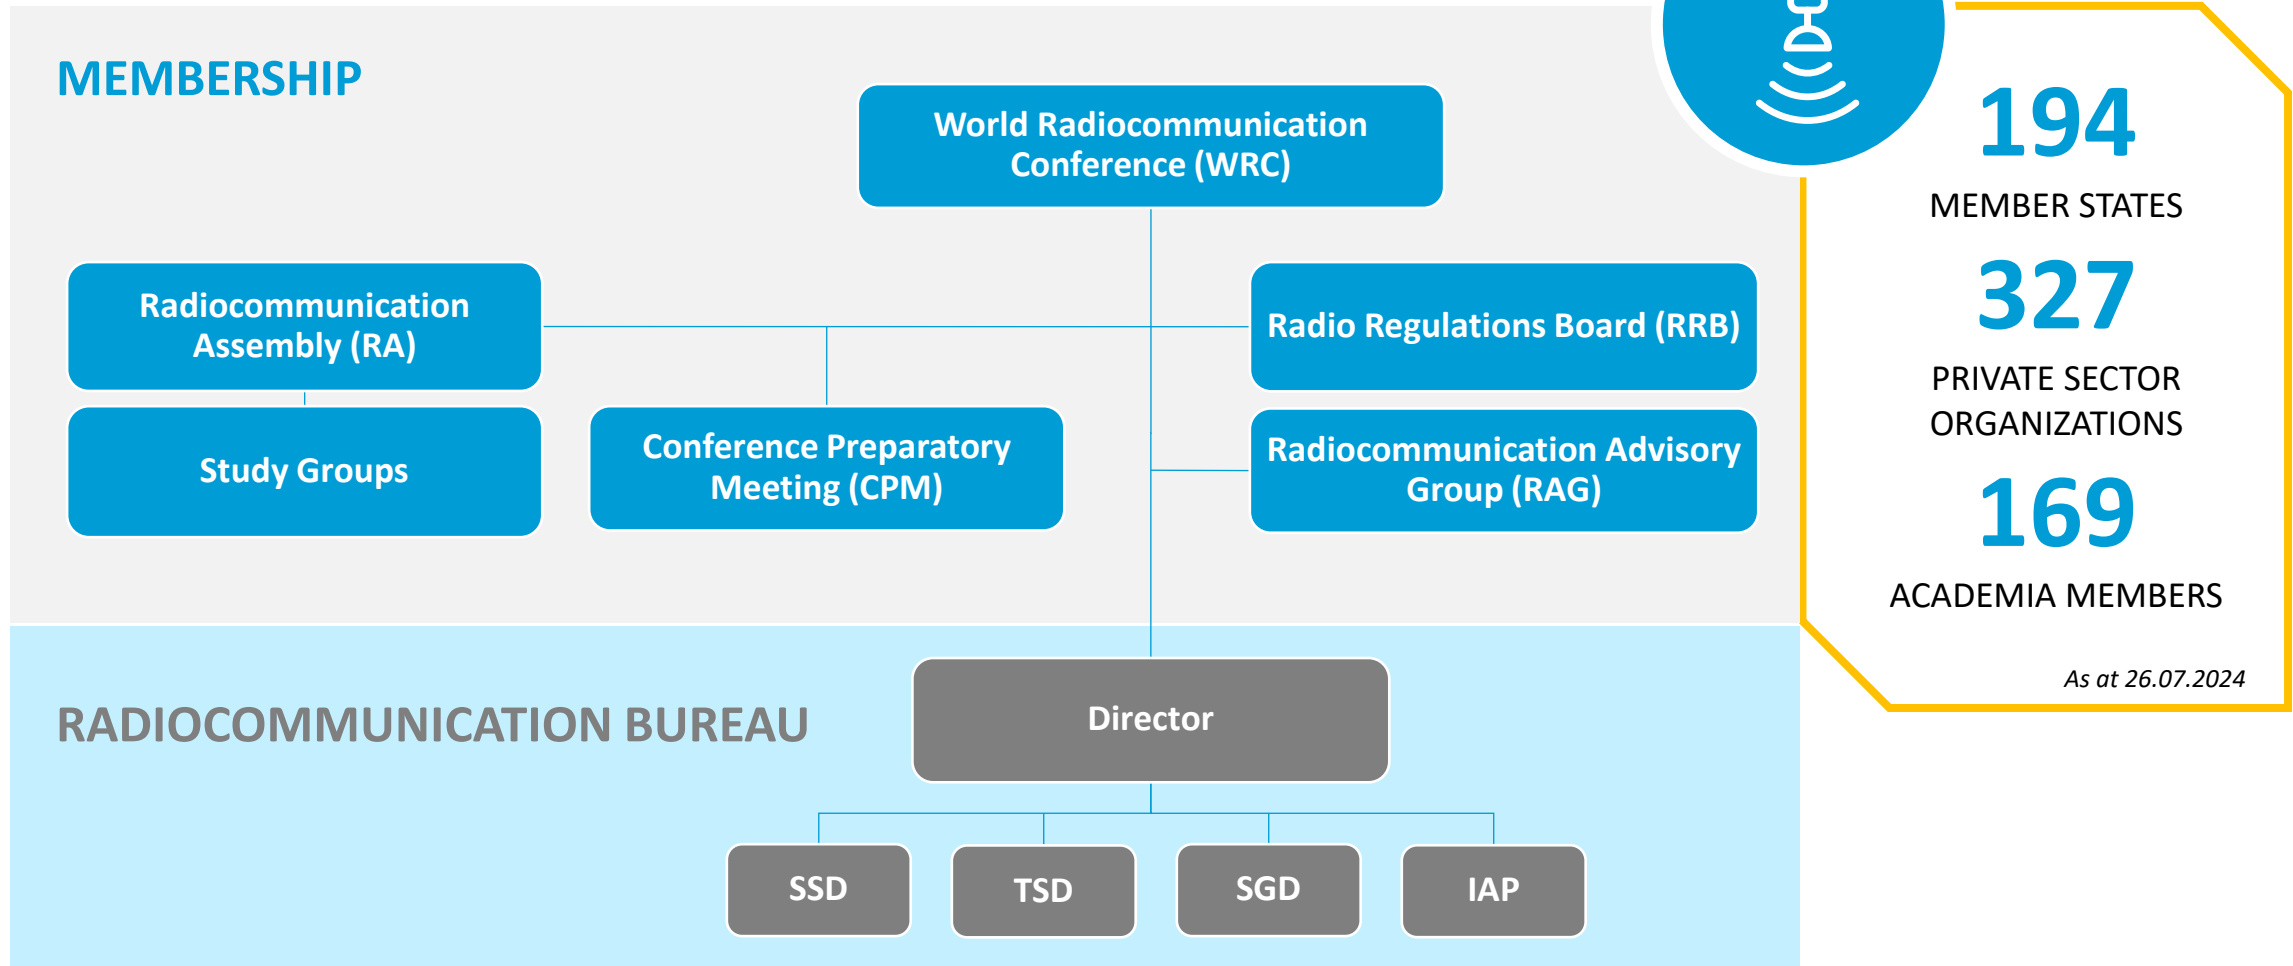 MEMBERSHIP
World Radiocommunication
Conference (WRC)
Radiocommunication
Assembly (RA)
Radio Regulations Board (RRB)
Study Groups
Conference Preparatory
Meeting (CPM)
Radiocommunication Advisory
Group (RAG)
RADIOCOMMUNICATION BUREAU
Director
SSD
TSD
SGD
IAP
194
MEMBER STATES
327
PRIVATE SECTOR
ORGANIZATIONS
169
ACADEMIA MEMBERS
As at 26.07.2024